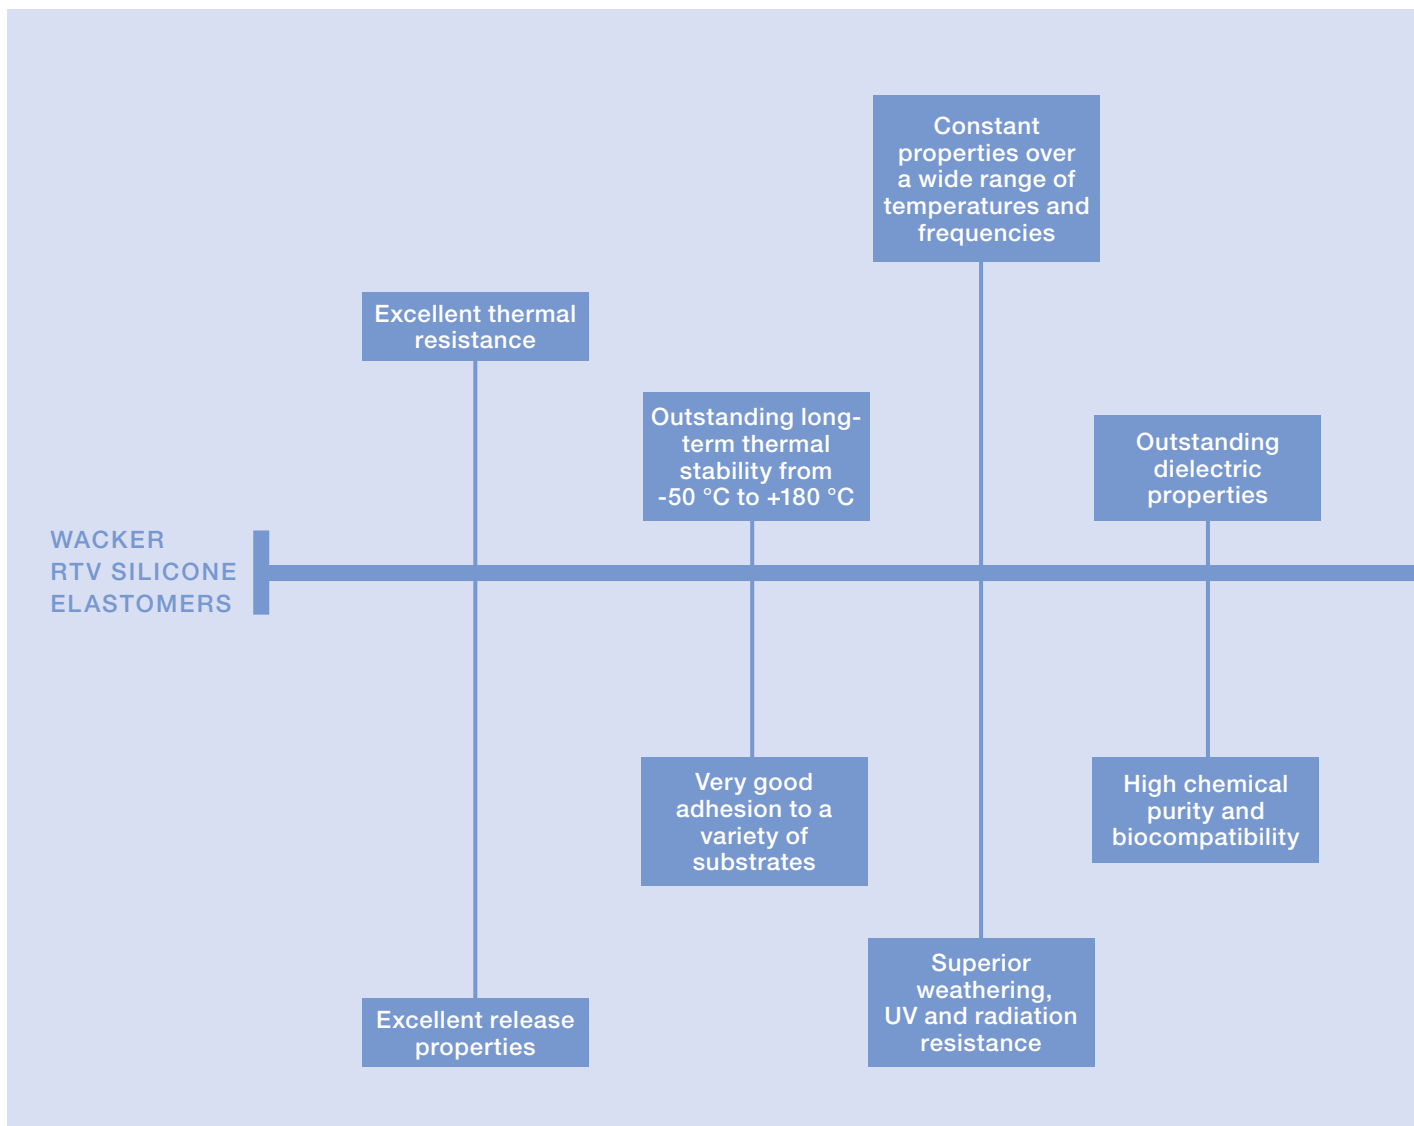 Constant
properties over
a wide range of
temperatures and
frequencies
Excellent thermal
resistance
Outstanding long-
term thermal
stability from
-50 °C to +180 °C
Outstanding
dielectric
properties
WACKER
RTV SILICONE
ELASTOMERS
Very good
adhesion to a
variety of
substrates
High chemical
purity and
biocompatibility
Superior
weathering,
UV and radiation
resistance
Excellent release
properties